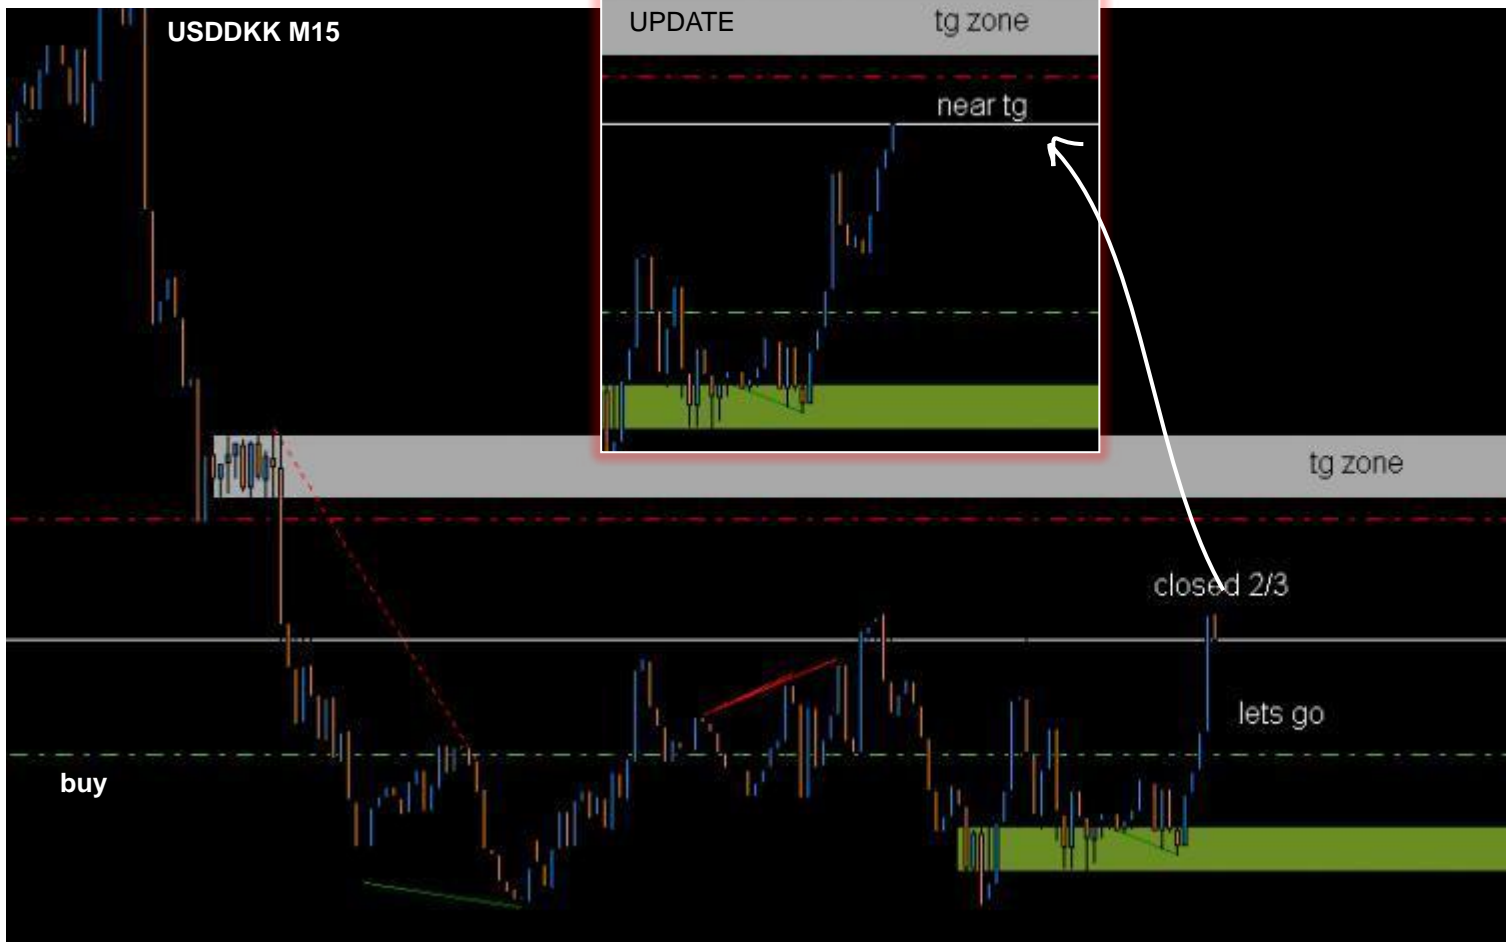 USDDKK M15
UPDATE
tg zone
near tg
tg zone
closed 2/3
lets go
buy